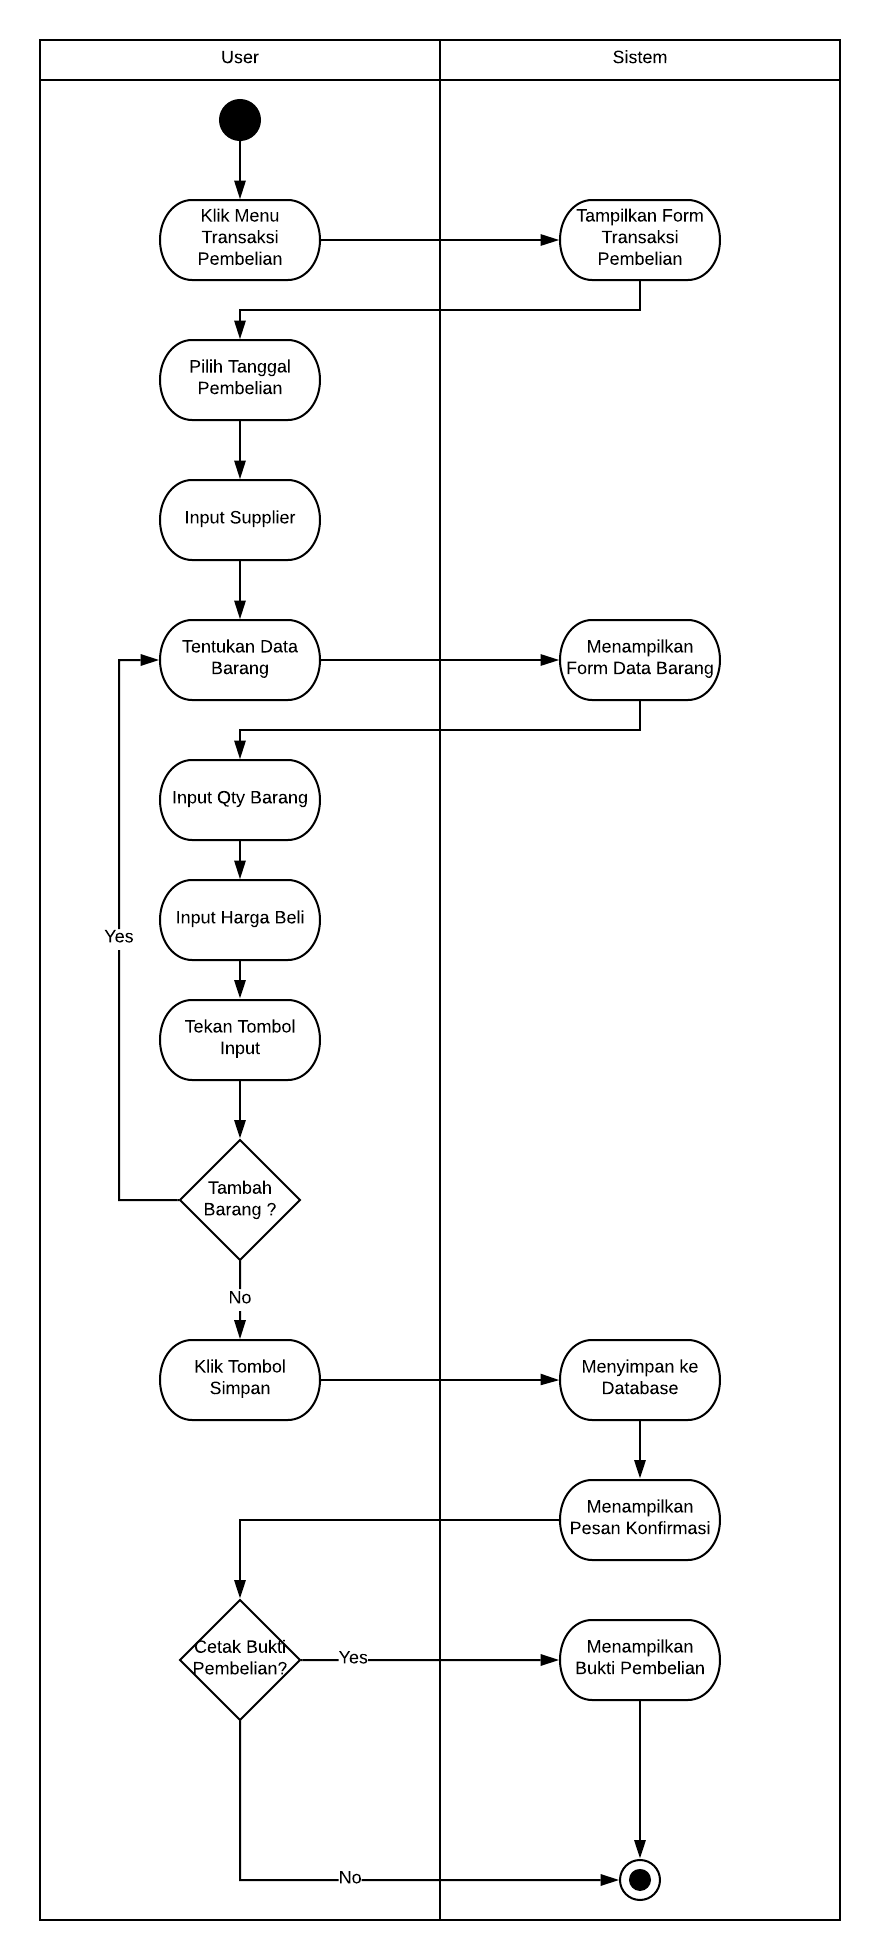 User
Sistem
Klik Menu
Transaksi
Pembelian
Tampilkan Form
Transaksi
Pembelian
Pilih Tanggal
Pembelian
Input Supplier
Tentukan Data
Barang
Menampilkan
Form Data Barang
Input Qty Barang
Input Harga Beli
Yes
Tekan Tombol
Input
Tambah
Barang ?
No
Klik Tombol
Simpan
Menyimpan ke
Database
Menampilkan
Pesan Konfirmasi
Cetak Bukti
Pembelian?
Yes
Menampilkan
Bukti Pembelian
No